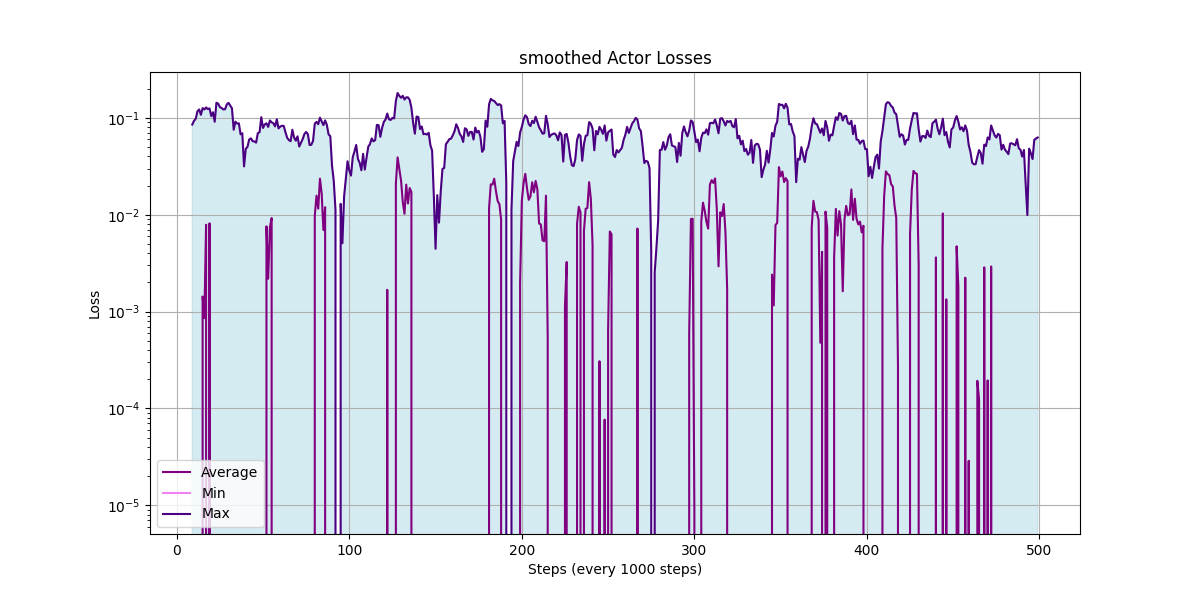 smoothed Actor Losses
Loss
10⁻¹
10⁻²
10⁻³
10⁻⁴
10⁻⁵
Average
Min
Max
0 100 200 300 400 500
Steps (every 1000 steps)